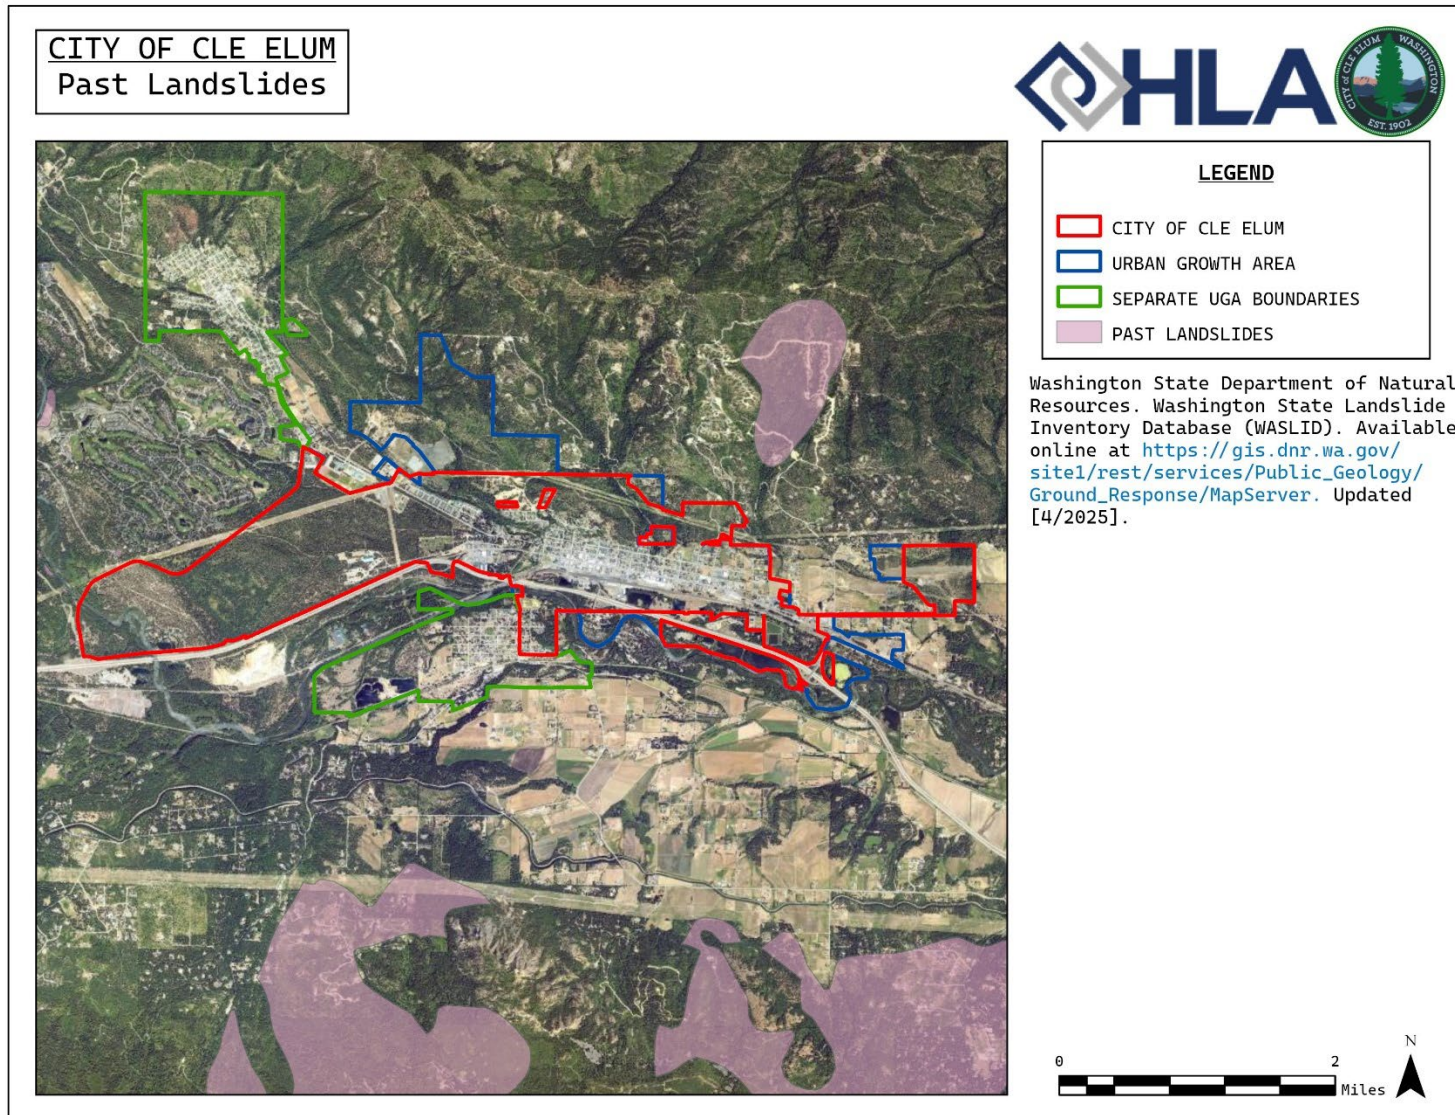 CITY OF CLE ELUM
Past Landslides
HLA
CITY of CLE ELUM WASHINGTON
EST. 1902
LEGEND
CITY OF CLE ELUM
URBAN GROWTH AREA
SEPARATE UGA BOUNDARIES
PAST LANDSLIDES
Washington State Department of Natural
Resources. Washington State Landslide
Inventory Database (WASLID). Available
online at https://gis.dnr.wa.gov/
site1/rest/services/Public_Geology/
Ground_Response/MapServer. Updated
[4/2025].
N
0 2
Miles